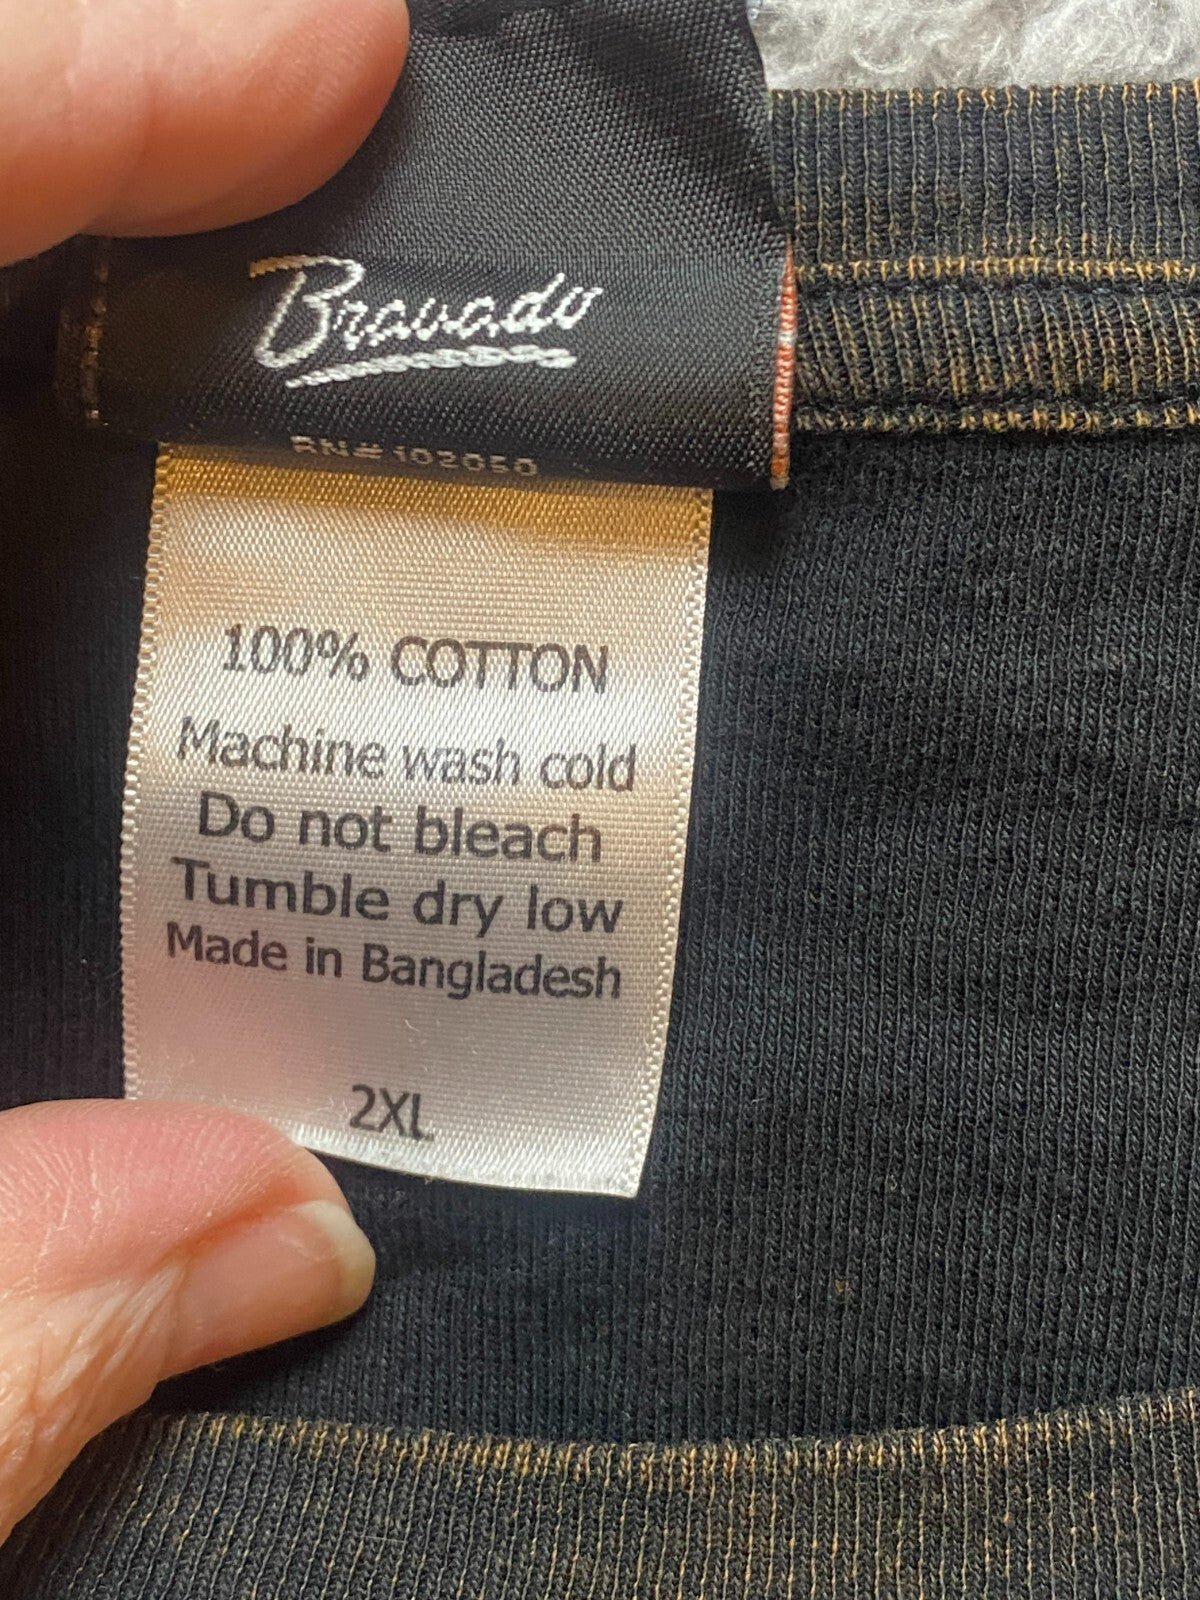 Bravado
RN# 102050
100% COTTON
Machine wash cold
Do not bleach
Tumble dry low
Made in Bangladesh
2XL